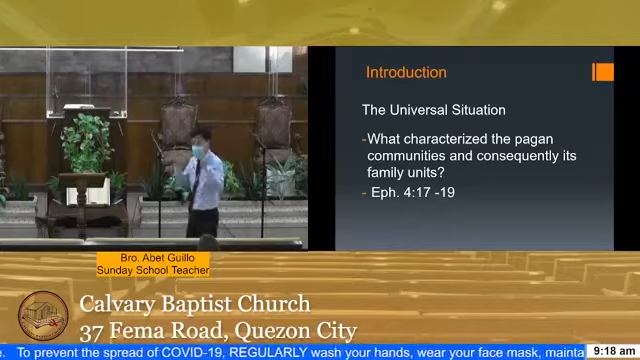 Introduction
The Universal Situation
-What characterized the pagan
communities and consequently its
family units?
- Eph. 4:17 -19
Bro. Abet Guillo
Sunday School Teacher
Calvary Baptist Church
37 Fema Road, Quezon City
e. To prevent the spread of COVID-19, REGULARLY wash your hands, wear your face mask, mainta
9:18 am